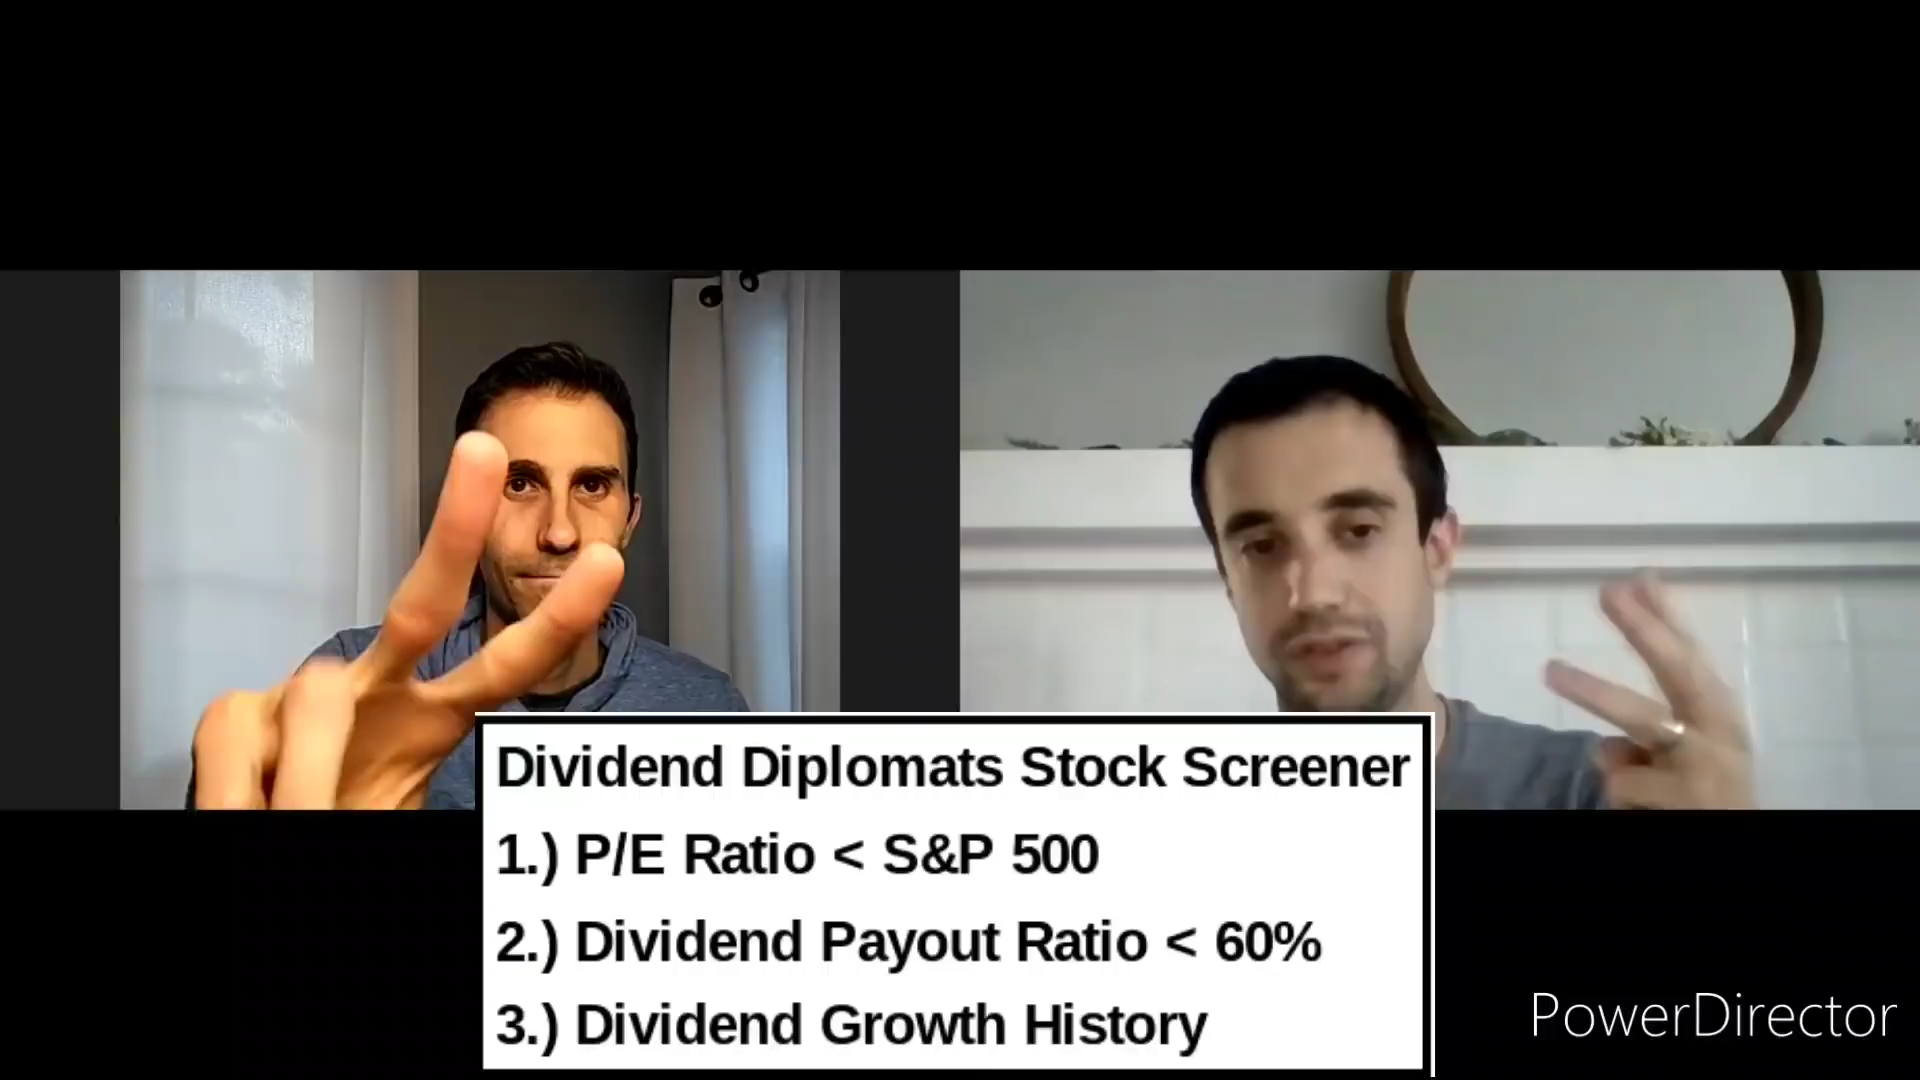 Dividend Diplomats Stock Screener
1.) P/E Ratio < S&P 500
2.) Dividend Payout Ratio < 60%
3.) Dividend Growth History
PowerDirector